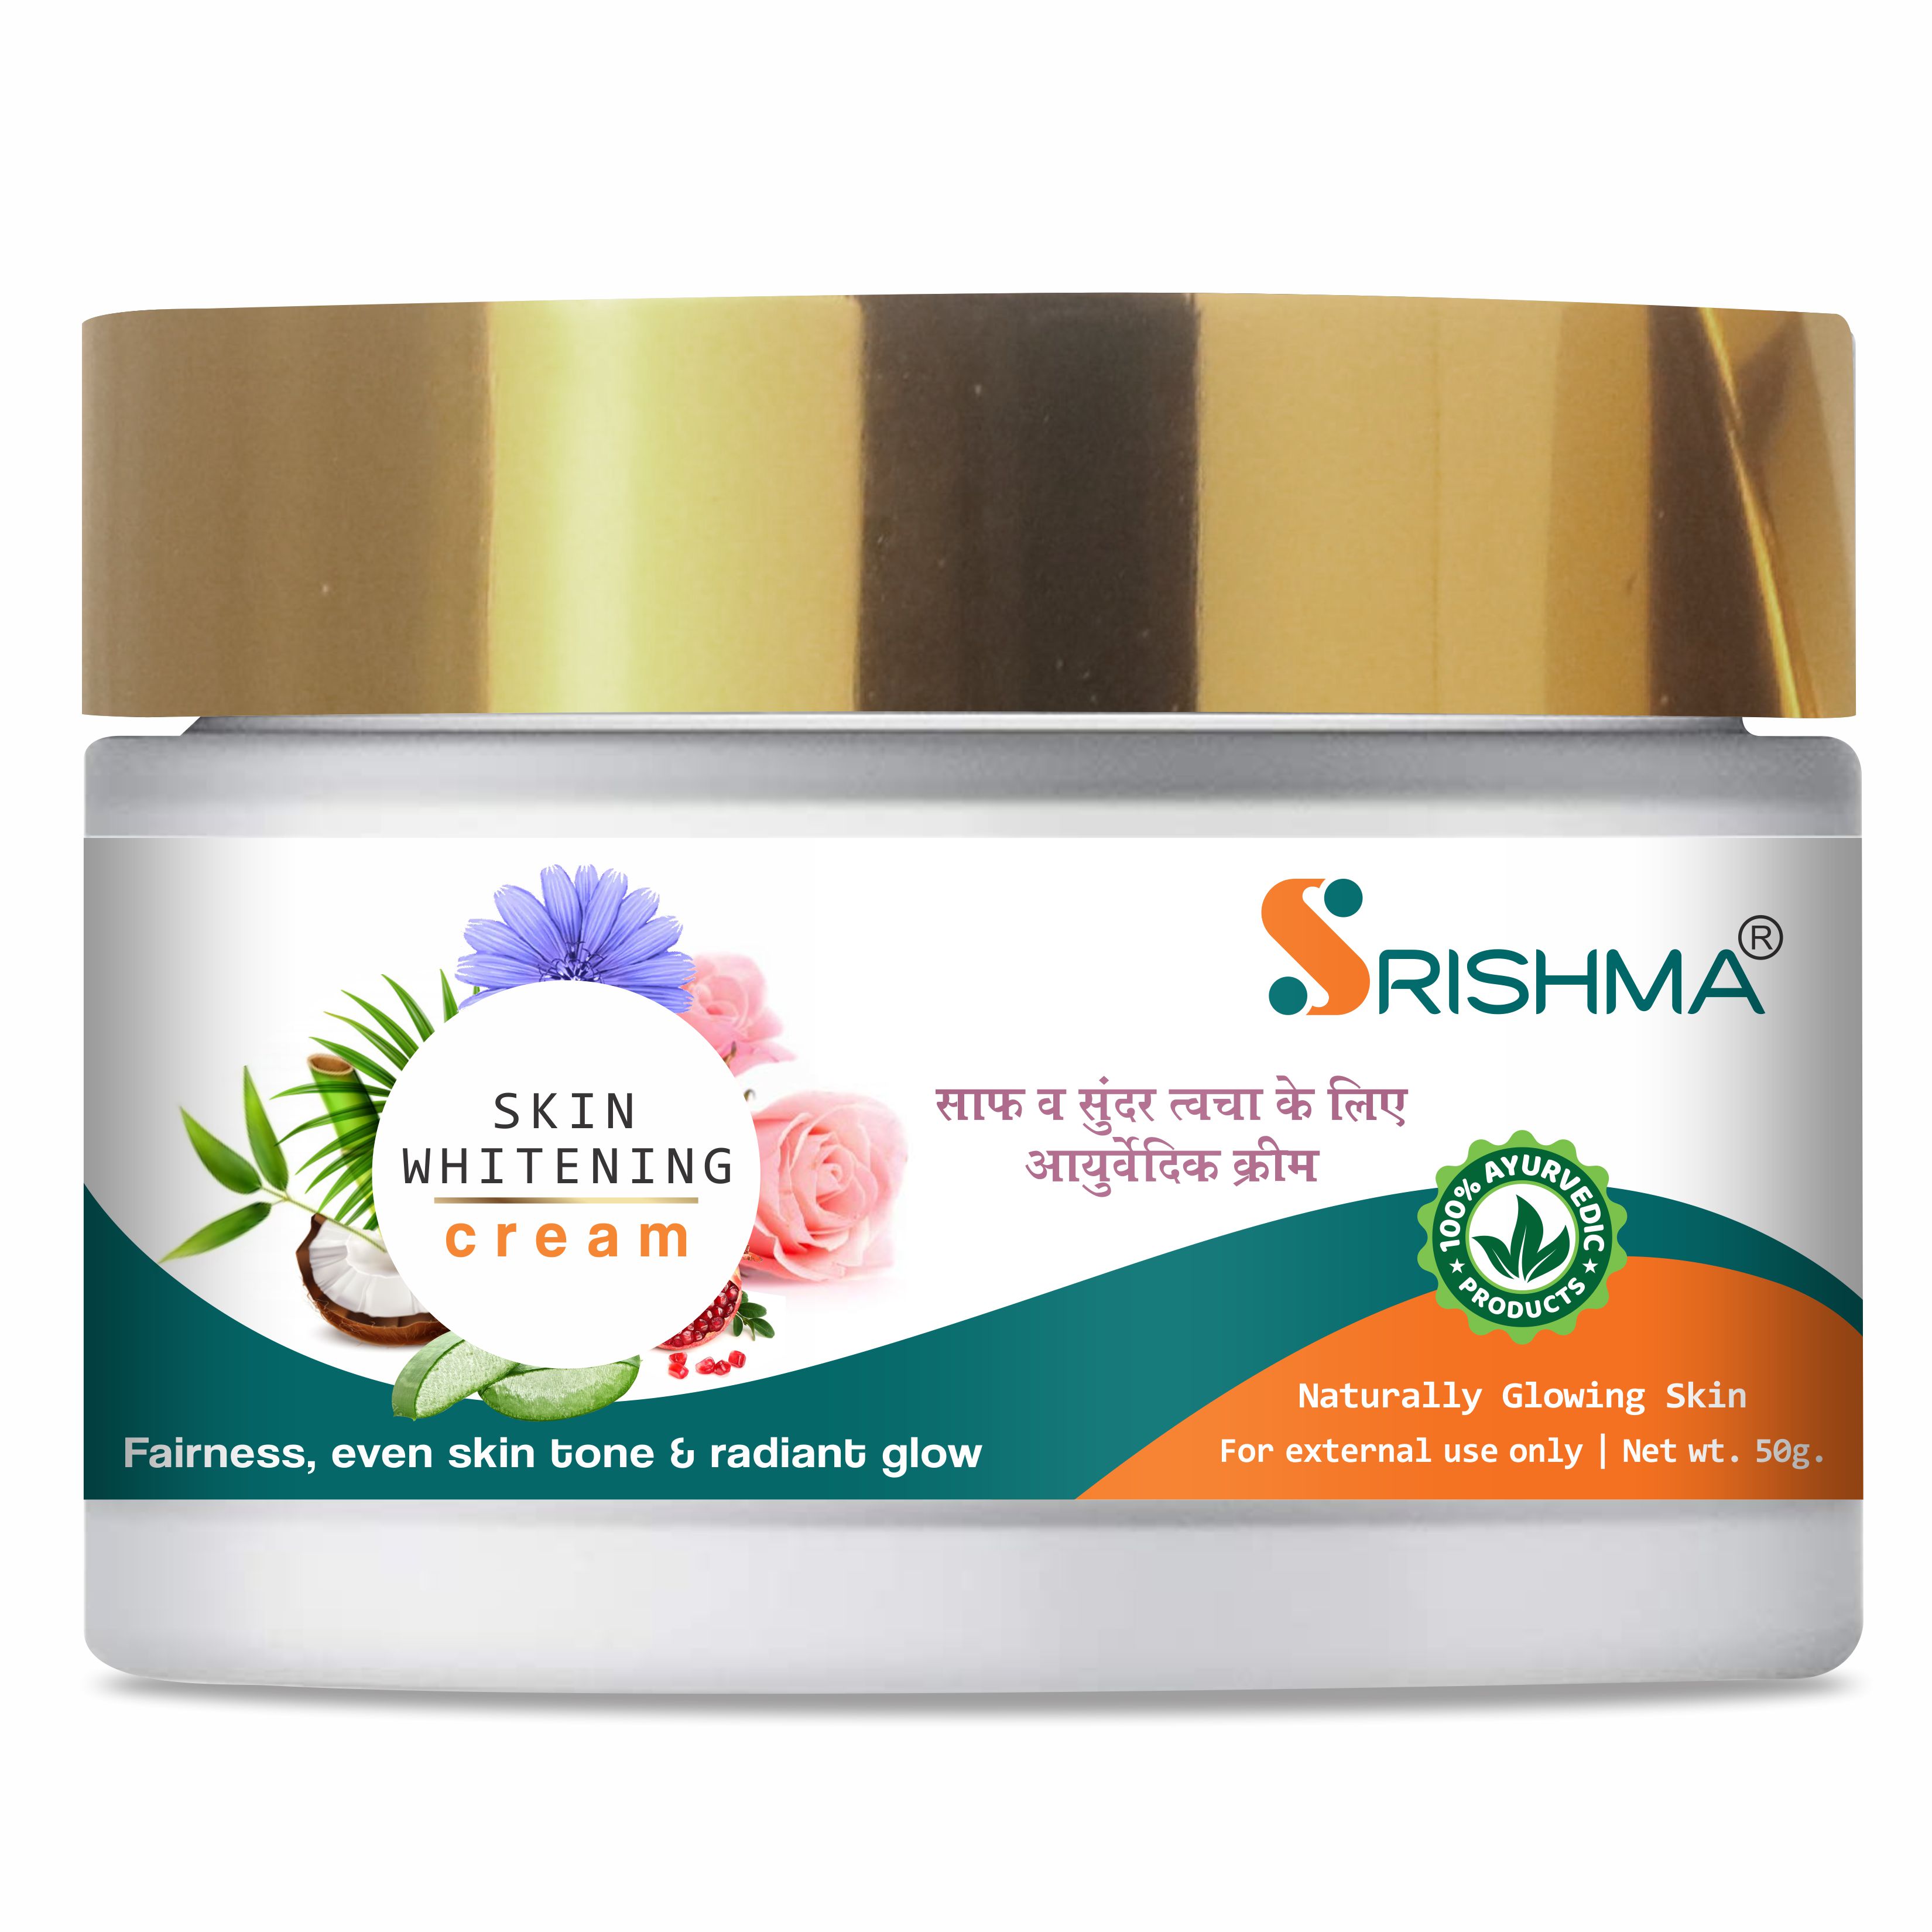 SRISHMA®
SKIN
WHITENING
cream
साफ व सुंदर त्वचा के लिए
आयुर्वेदिक क्रीम
100% AYURVEDIC
PRODUCTS
Naturally Glowing Skin
Fairness, even skin tone & radiant glow
For external use only | Net wt. 50g.